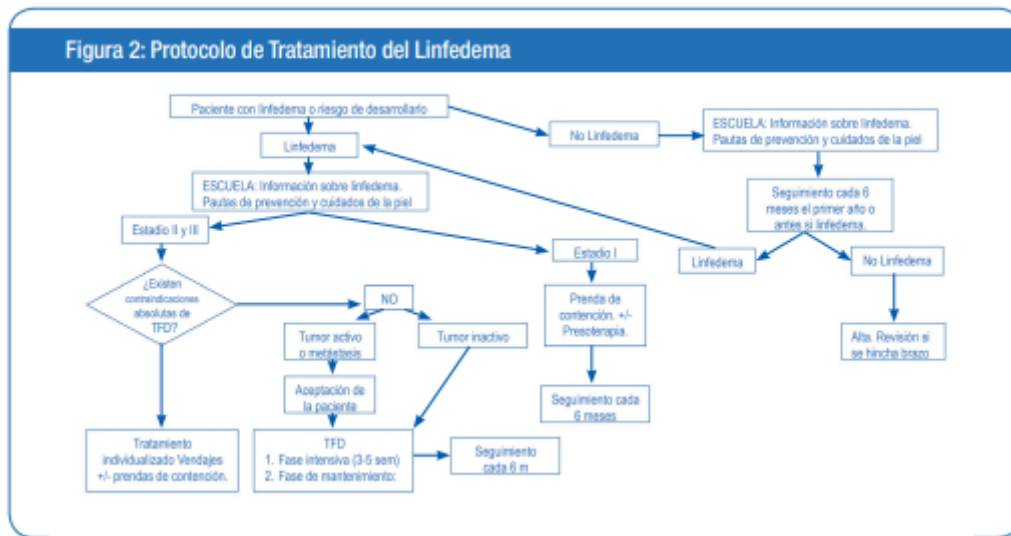 Figura 2: Protocolo de Tratamiento del Linfedema
Paciente con linfedema o riesgo de desarrollarlo
No Linfedema
ESCUELA: Información sobre linfedema.
Pautas de prevención y cuidados de la piel
Linfedema
ESCUELA: Información sobre linfedema.
Pautas de prevención y cuidados de la piel
Seguimiento cada 6
meses el primer año o
antes si linfedema.
Estadio II y III
Estadio I
Linfedema
No Linfedema
¿Existen
contraindicaciones
absolutas de
TFD?
NO
Prenda de
contención. +/-
Presoterapia.
Tumor activo
o metástasis
Tumor inactivo
Alta. Revisión si
se hincha brazo
Aceptación de
la paciente
Seguimiento cada
6 meses
Tratamiento
individualizado Vendajes
+/- prendas de contención.
TFD
1. Fase intensiva (3-5 sem)
2. Fase de mantenimiento:
Seguimiento
cada 6 m